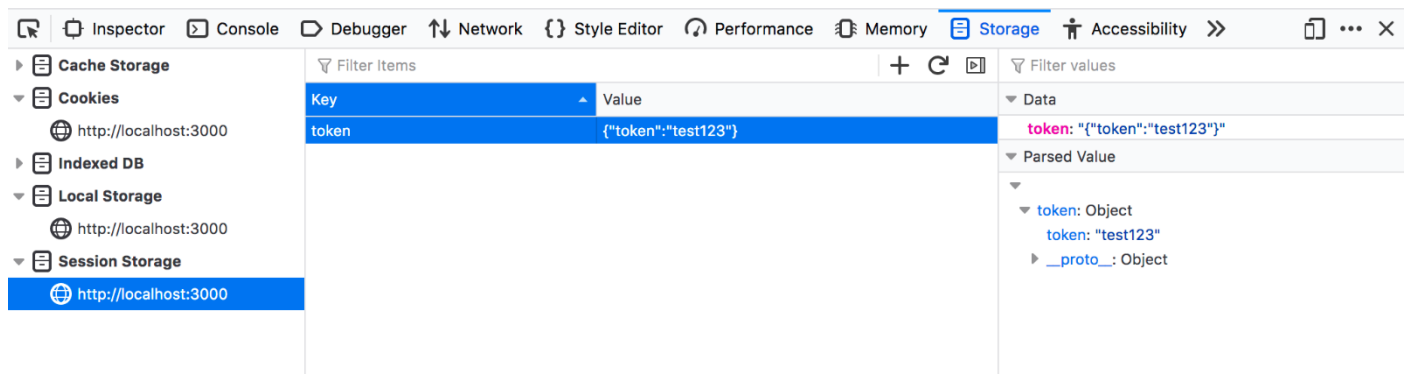 Inspector Console Debugger Network {} Style Editor Performance Memory Storage Accessibility
Cache Storage
Cookies
http://localhost:3000
Indexed DB
Local Storage
http://localhost:3000
Session Storage
http://localhost:3000
Filter Items
Key Value
token {"token":"test123"}
Filter values
Data
token: "{"token":"test123"}"
Parsed Value
token: Object
token: "test123"
__proto__: Object